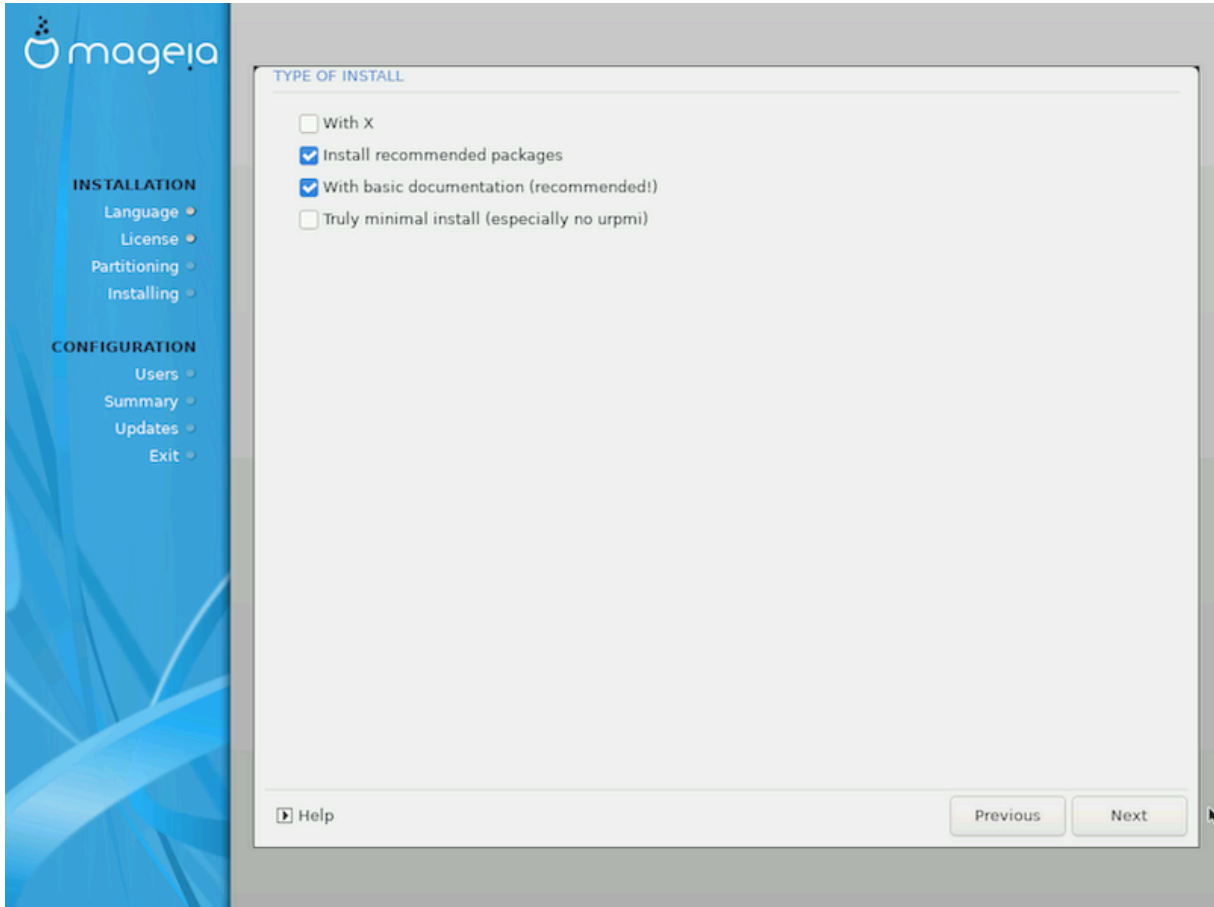 mageia
INSTALLATION
Language
License
Partitioning
Installing
CONFIGURATION
Users
Summary
Updates
Exit
TYPE OF INSTALL
With X
Install recommended packages
With basic documentation (recommended!)
Truly minimal install (especially no urpmi)
Help
Previous
Next